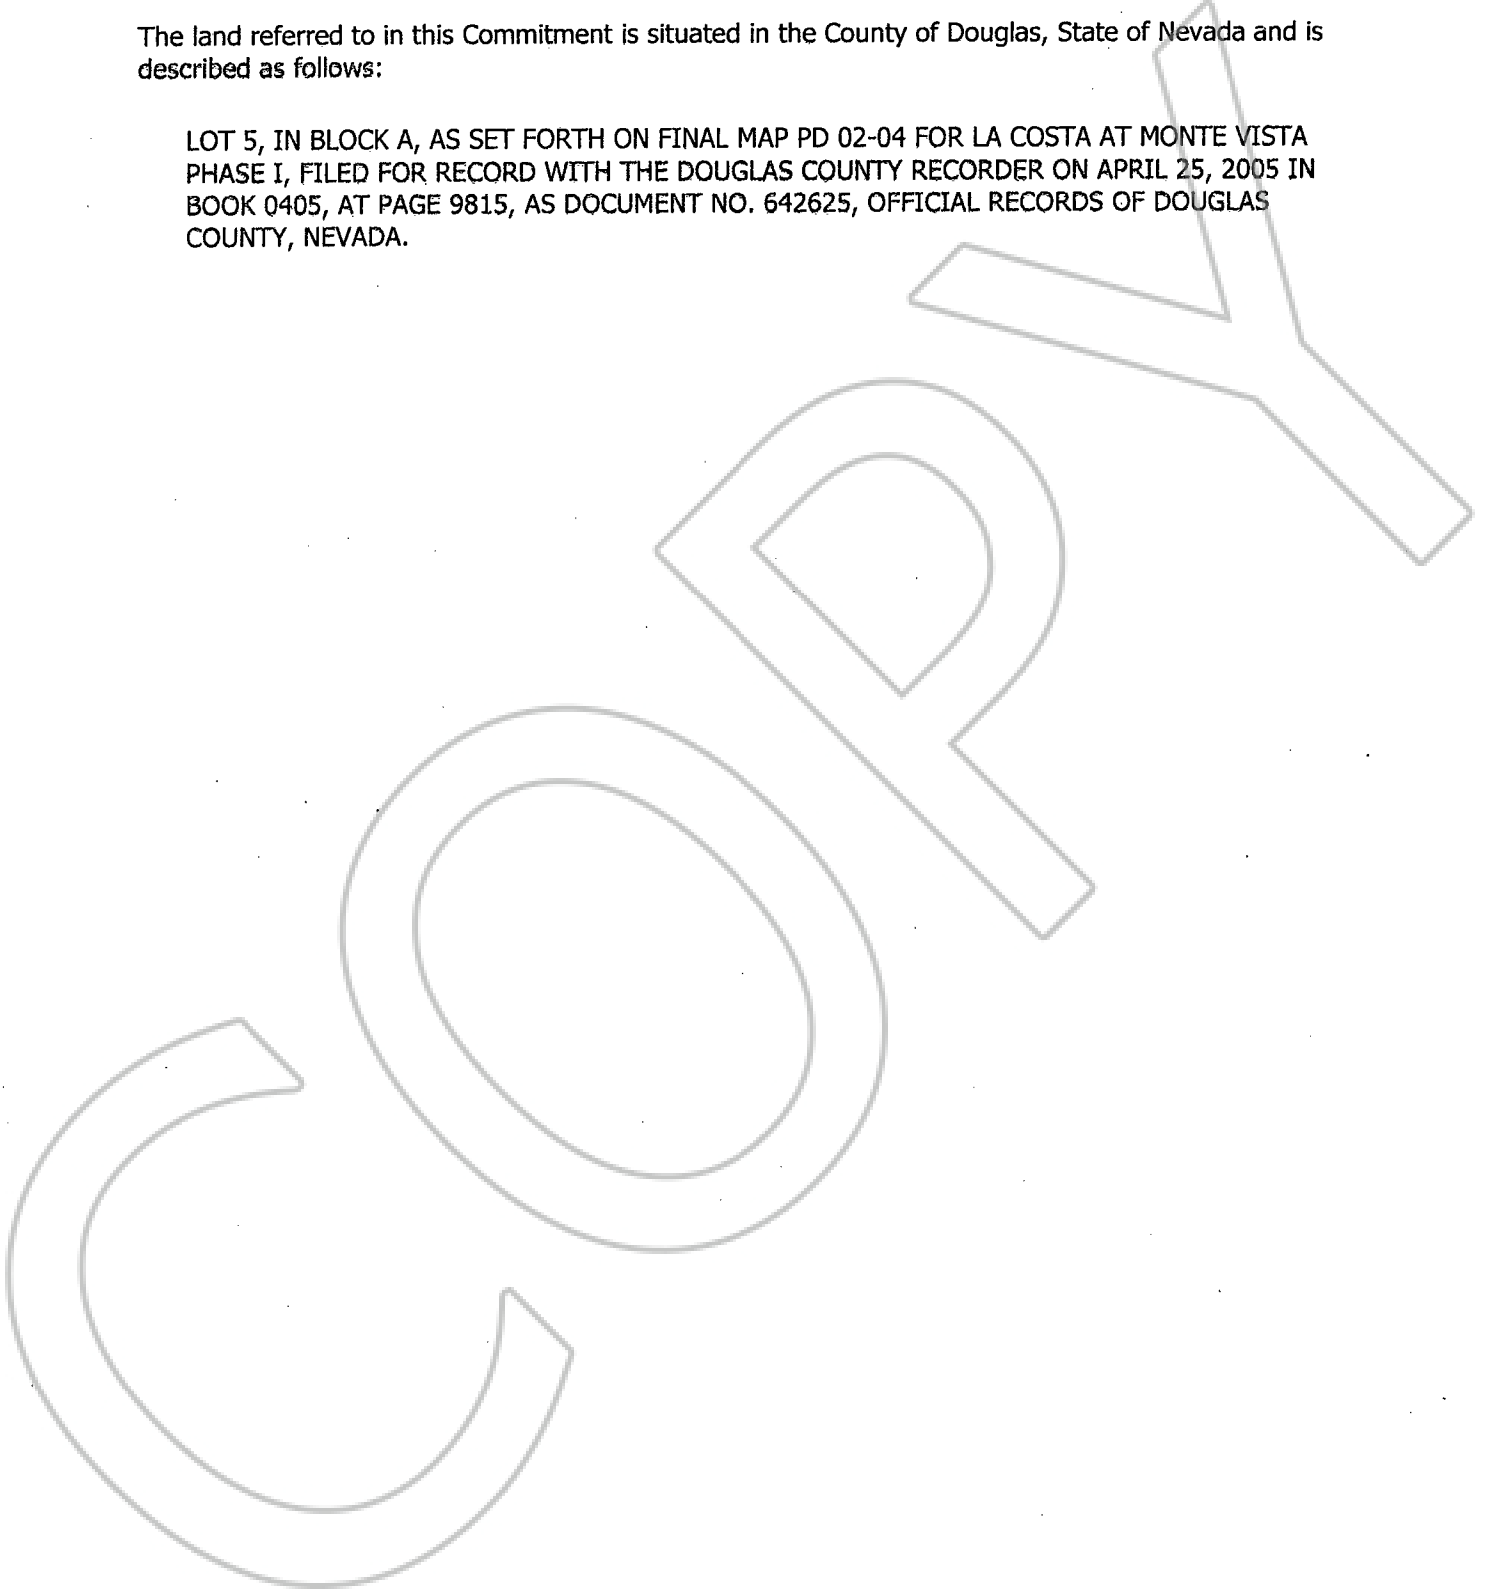 The land referred to in this Commitment is situated in the County of Douglas, State of Nevada and is
described as follows:
LOT 5, IN BLOCK A, AS SET FORTH ON FINAL MAP PD 02-04 FOR LA COSTA AT MONTE VISTA
PHASE I, FILED FOR RECORD WITH THE DOUGLAS COUNTY RECORDER ON APRIL 25, 2005 IN
BOOK 0405, AT PAGE 9815, AS DOCUMENT NO. 642625, OFFICIAL RECORDS OF DOUGLAS
COUNTY, NEVADA.
COPY